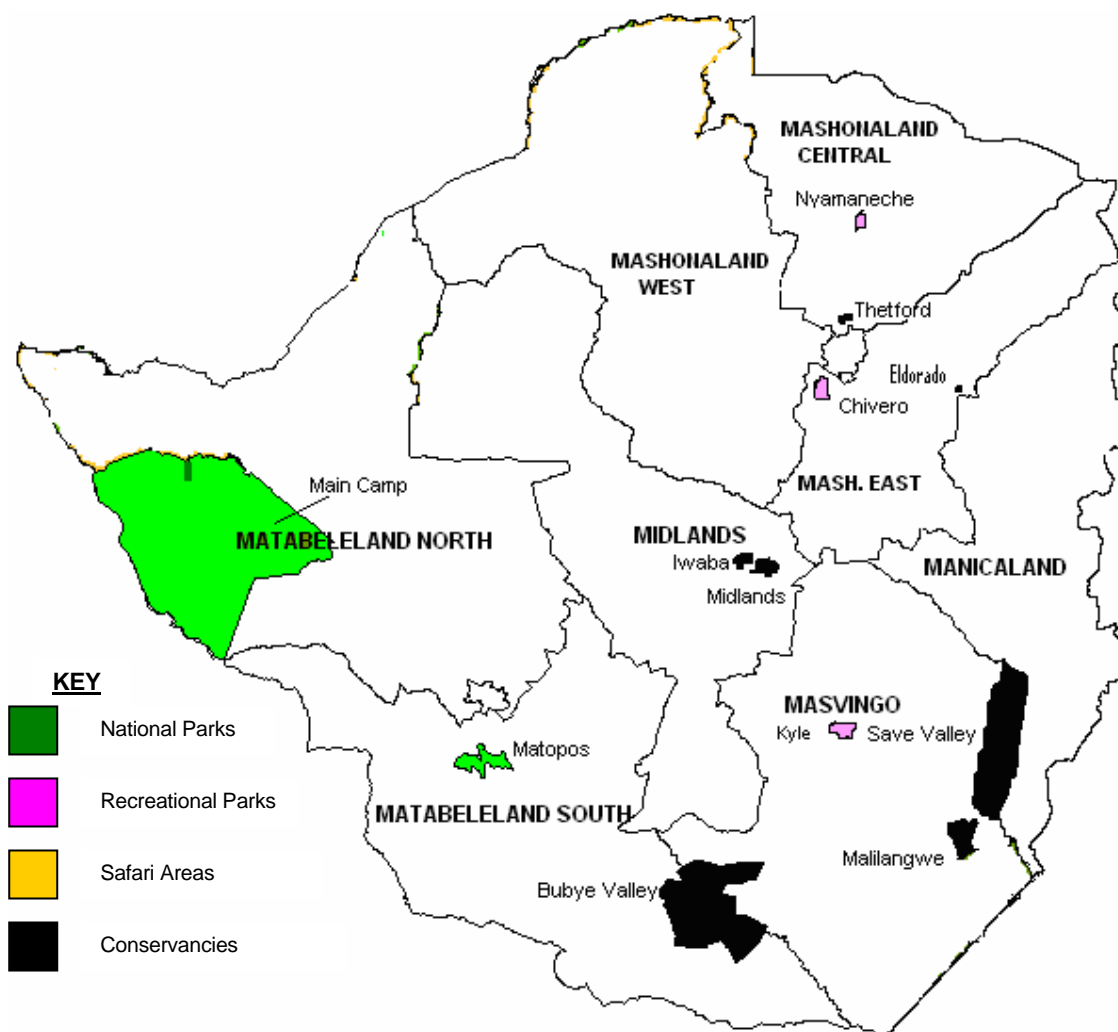 MASHONALAND
CENTRAL
Nyamaneche
MASHONALAND
WEST
Thetford
Eldorado
Chivero
MASH. EAST
Main Camp
MATABELELAND NORTH
MIDLANDS
Iwaba
Midlands
MANICALAND
KEY
National Parks
Recreational Parks
Safari Areas
Conservancies
MASVINGO
Kyle
Save Valley
Matopos
MATABELELAND SOUTH
Malilangwe
Bubye Valley